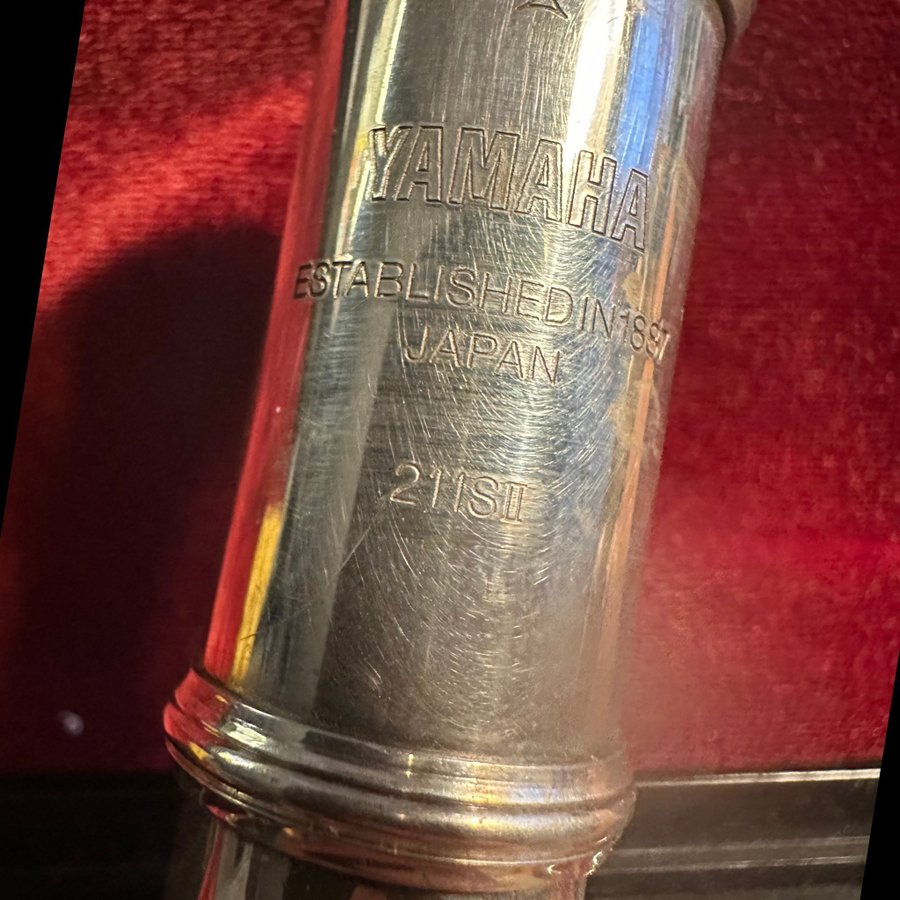 YAMAHA
ESTABLISHED IN 1887
JAPAN
211SII